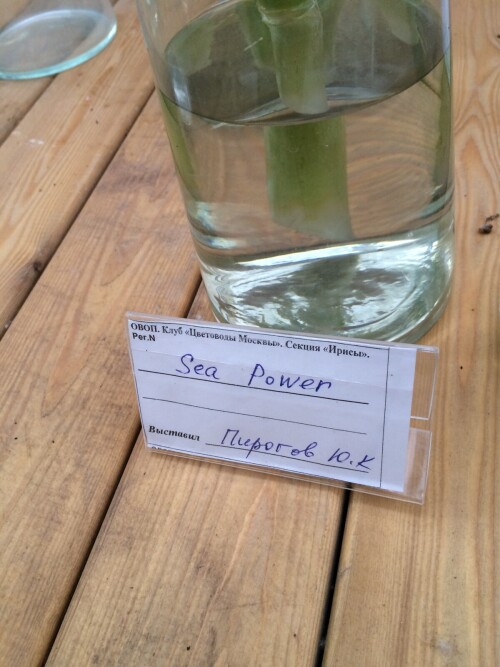 ОВОП. Клуб «Цветоводы Москвы». Секция «Ирисы».
Рег.N
Sea Power
Выставил Пирогов Ю.К